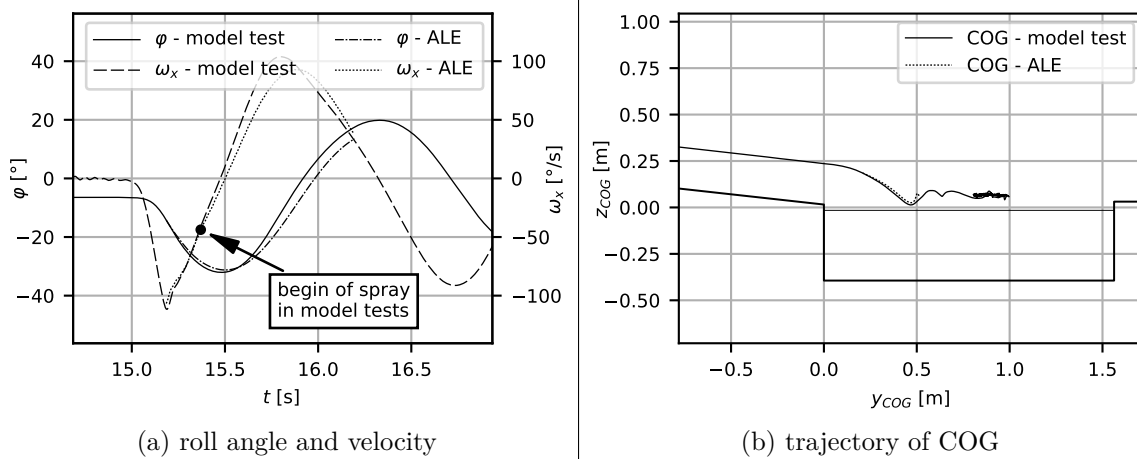 φ - model test
ω_x - model test
φ - ALE
ω_x - ALE
40
20
0
−20
−40
φ [°]
100
50
0
−50
−100
ω_x [°/s]
begin of spray
in model tests
15.0 15.5 16.0 16.5
t [s]
(a) roll angle and velocity
COG - model test
COG - ALE
1.00
0.75
0.50
0.25
0.00
−0.25
−0.50
z_COG [m]
−0.5 0.0 0.5 1.0 1.5
y_COG [m]
(b) trajectory of COG